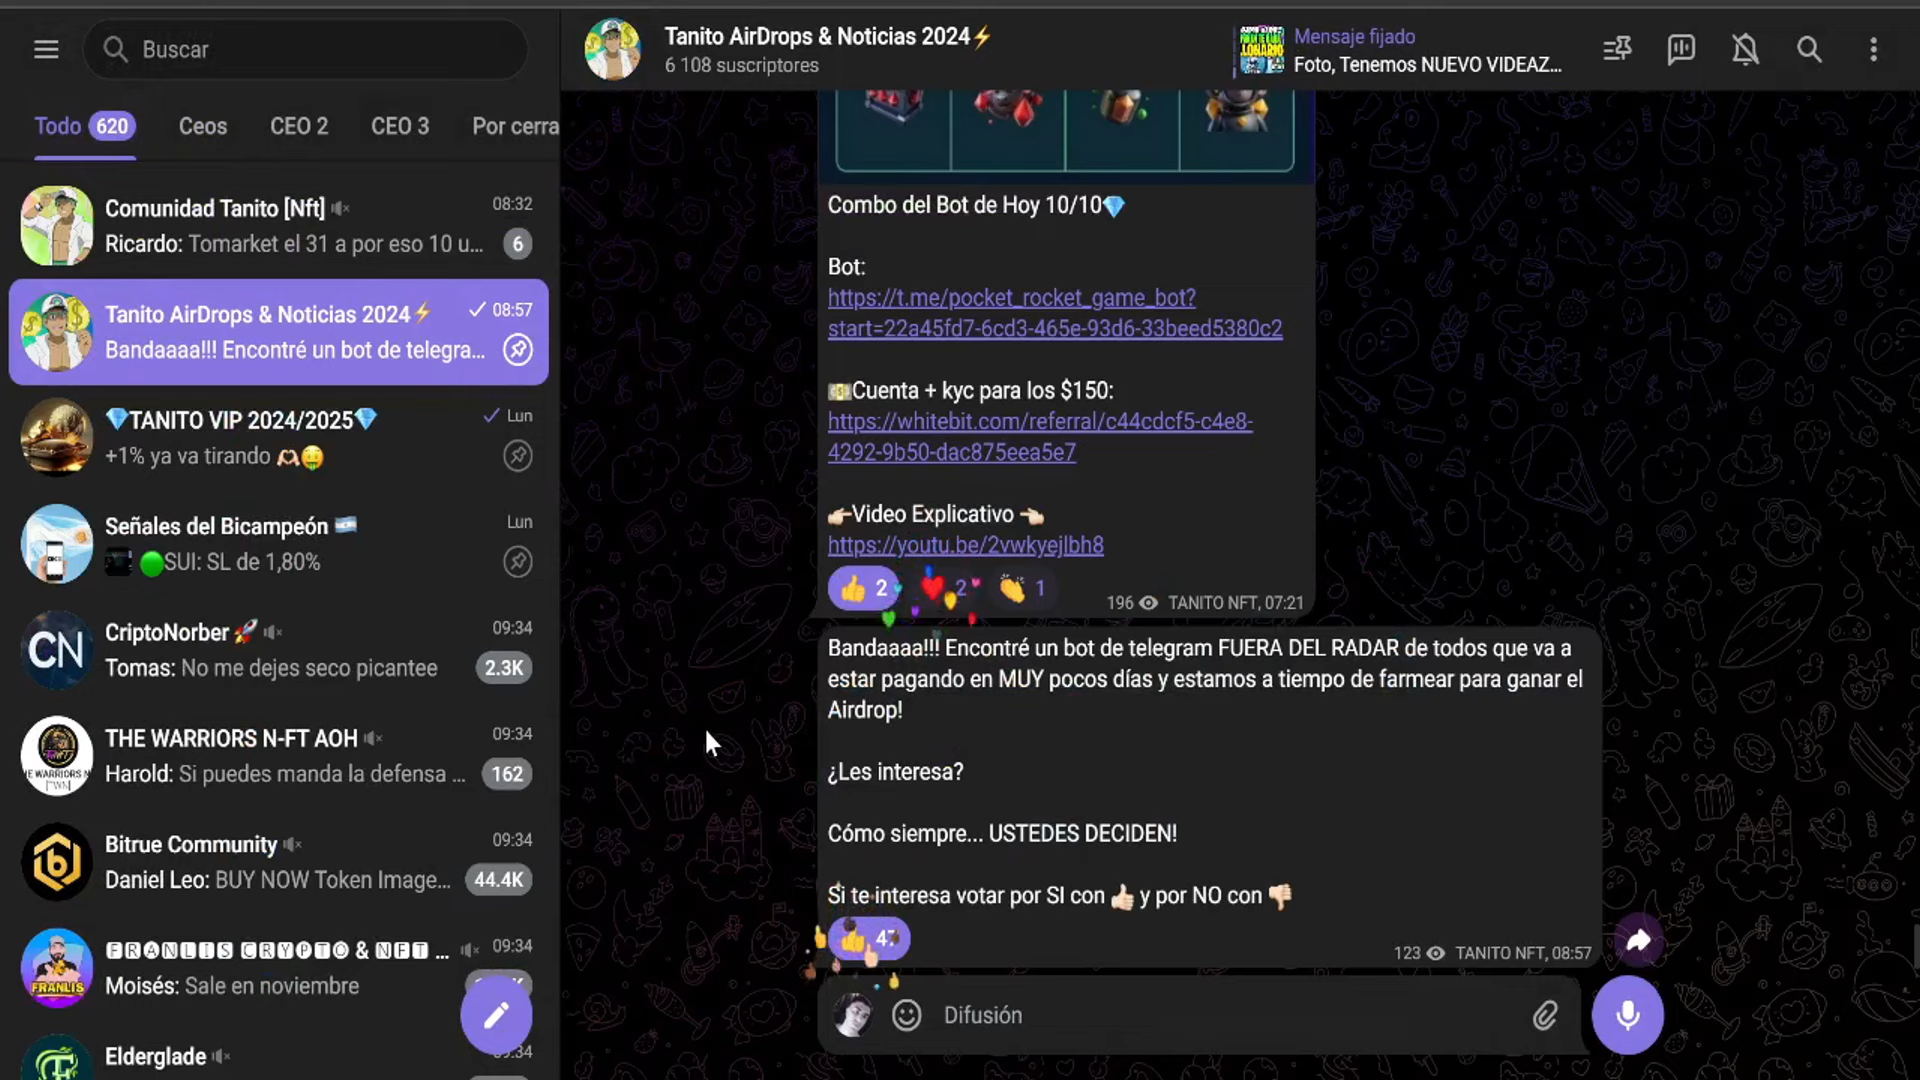 Buscar
Todo 620 Ceos CEO 2 CEO 3 Por cerra
Comunidad Tanito [Nft] 08:32
Ricardo: Tomarket el 31 a por eso 10 u... 6
Tanito AirDrops & Noticias 2024⚡ 08:57
Bandaaaa!!! Encontré un bot de telegra...
💎TANITO VIP 2024/2025💎 Lun
+1% ya va tirando 🫶🏻🤑
Señales del Bicampeón 🇦🇷 Lun
🟢SUI: SL de 1,80%
CN
CriptoNorber 🚀 09:34
Tomas: No me dejes seco picantee 2.3K
THE WARRIORS N-FT AOH 09:34
Harold: Si puedes manda la defensa ... 162
Bitrue Community 09:34
Daniel Leo: BUY NOW Token Image... 44.4K
🅵🆁🅰🅽🅻🅸🆂 🅲🆁🆈🅿🆃🅾 & 🅽🅵🆃 ... 09:34
Moisés: Sale en noviembre
FRANLIS
Elderglade
Tanito AirDrops & Noticias 2024⚡
6 108 suscriptores
Mensaje fijado
Foto, Tenemos NUEVO VIDEAZ...
Combo del Bot de Hoy 10/10💎
Bot:
https://t.me/pocket_rocket_game_bot?
start=22a45fd7-6cd3-465e-93d6-33beed5380c2
💵Cuenta + kyc para los $150:
https://whitebit.com/referral/c44cdcf5-c4e8-
4292-9b50-dac875eea5e7
👉🏻Video Explicativo 👈🏻
https://youtu.be/2vwkyejlbh8
👍 2 ❤ 2 👏 1
196 TANITO NFT, 07:21
Bandaaaa!!! Encontré un bot de telegram FUERA DEL RADAR de todos que va a
estar pagando en MUY pocos días y estamos a tiempo de farmear para ganar el
Airdrop!
¿Les interesa?
Cómo siempre... USTEDES DECIDEN!
Si te interesa votar por SI con 👍🏻 y por NO con 👎🏻
123 TANITO NFT, 08:57
Difusión